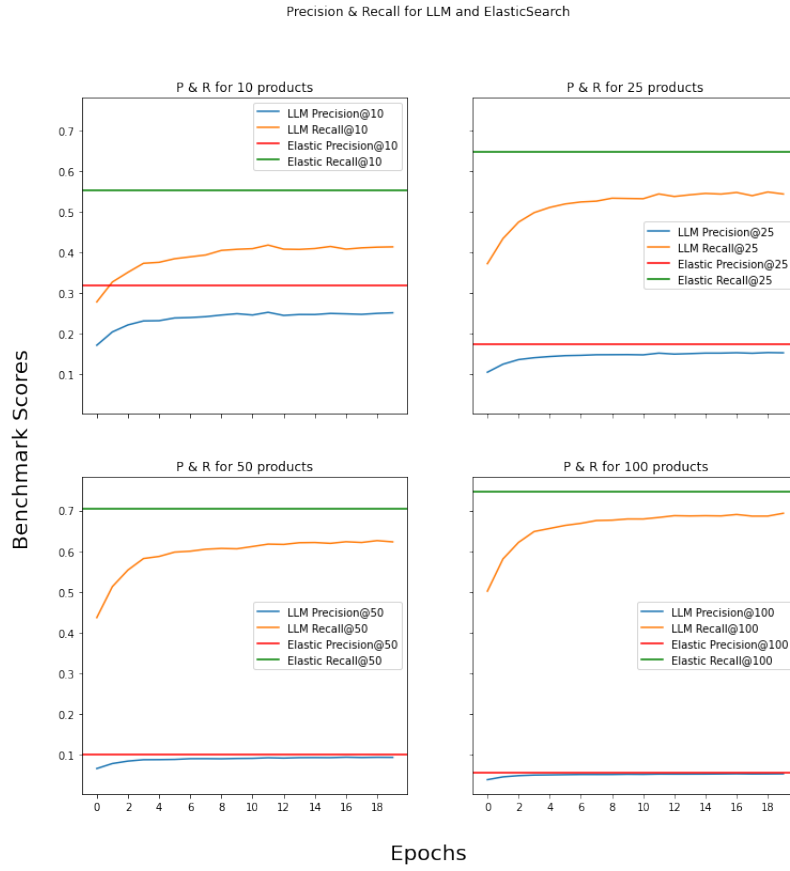 Precision & Recall for LLM and ElasticSearch
P & R for 10 products
LLM Precision@10
LLM Recall@10
Elastic Precision@10
Elastic Recall@10
0.7
0.6
0.5
0.4
0.3
0.2
0.1
P & R for 25 products
LLM Precision@25
LLM Recall@25
Elastic Precision@25
Elastic Recall@25
Benchmark Scores
P & R for 50 products
0.7
0.6
0.5
0.4
0.3
0.2
0.1
LLM Precision@50
LLM Recall@50
Elastic Precision@50
Elastic Recall@50
0 2 4 6 8 10 12 14 16 18
P & R for 100 products
LLM Precision@100
LLM Recall@100
Elastic Precision@100
Elastic Recall@100
0 2 4 6 8 10 12 14 16 18
Epochs